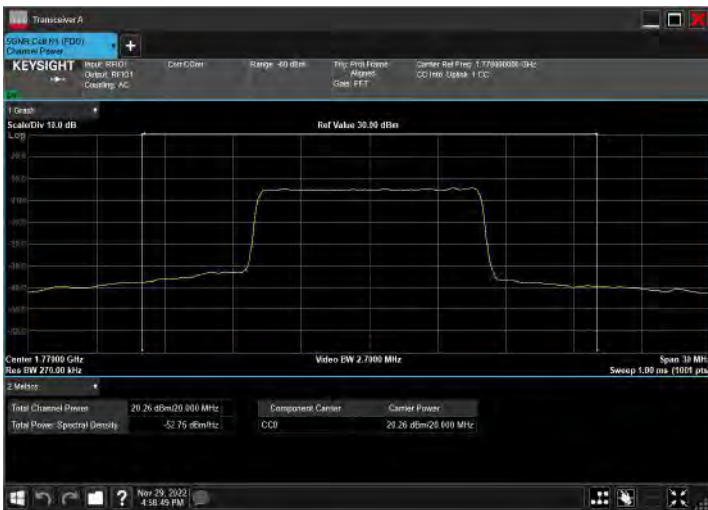 Transceiver A
5GNR Cell N1 (FDD)
Channel Power
+
KEYSIGHT
Input: RFIO1
Output: RFIO1
Coupling: AC
Corr CCorr
Range: -60 dBm
Trig: Prot Frame
Aligned
Gate: FFT
Carrier Ref Freq: 1.770000000 GHz
CC Info: Uplink, 1 CC
1 Graph
Scale/Div 10.0 dB
Ref Value 30.00 dBm
Log
Center 1.77000 GHz
Video BW 2.7000 MHz
Span 30 MHz
Res BW 270.00 kHz
Sweep 1.00 ms (1001 pts
2 Metrics
Total Channel Power
20.26 dBm/20.000 MHz
Total Power Spectral Density
-52.75 dBm/Hz
Component Carrier
Carrier Power
CC0
20.26 dBm/20.000 MHz
?
Nov 29, 2022
4:58:49 PM